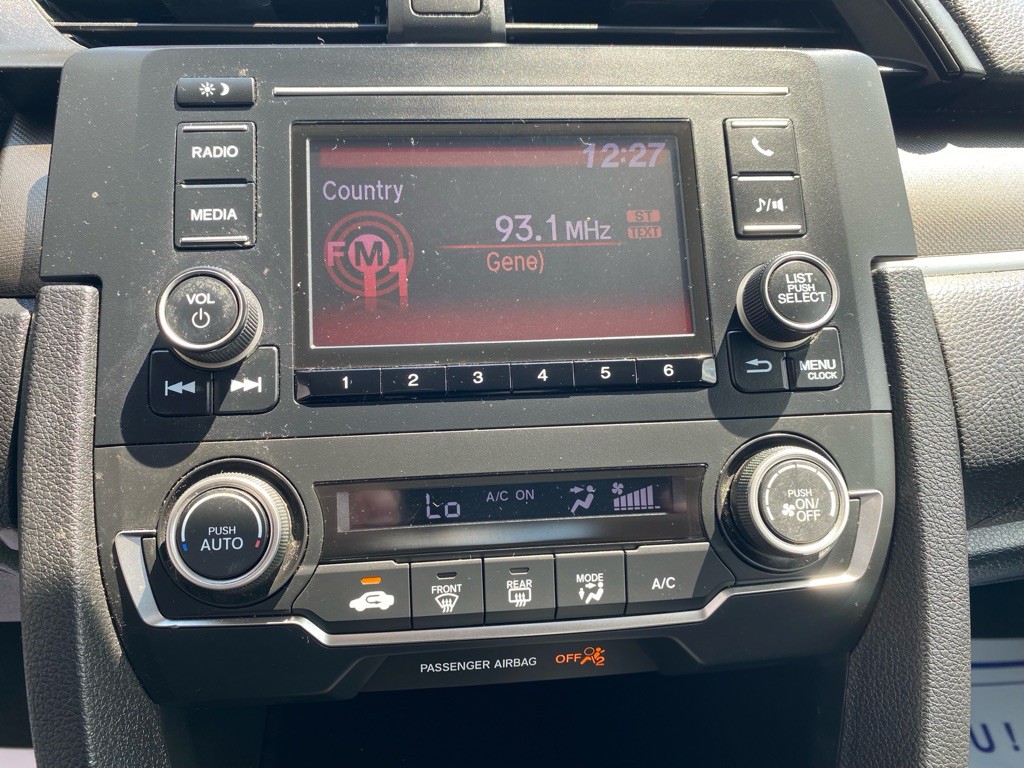 RADIO
MEDIA
VOL
12:27
Country
93.1 MHz
ST
TEXT
FM1
Gene)
LIST
PUSH
SELECT
MENU
CLOCK
1 2 3 4 5 6
Lo
A/C ON
PUSH
AUTO
PUSH
ON/
OFF
FRONT
REAR
MODE
A/C
PASSENGER AIRBAG OFF
2
U!